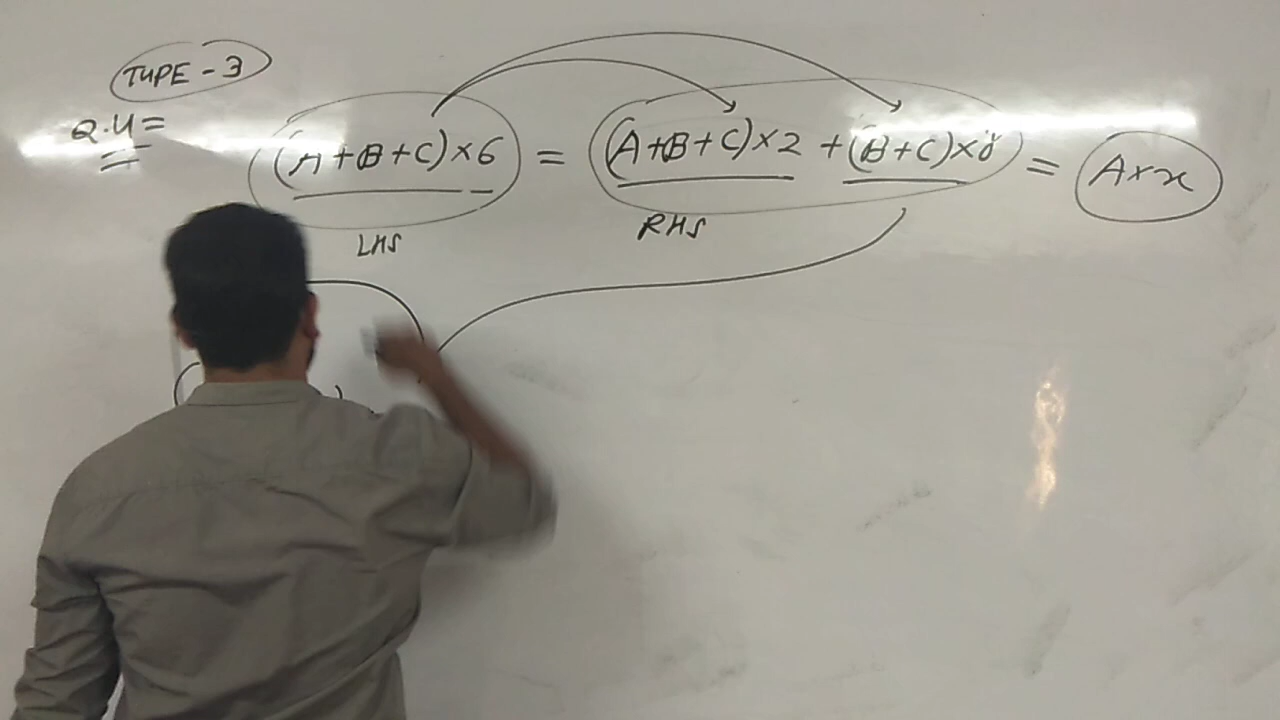 TYPE - 3
Q.4=
(A+B+C)×6 = (A+B+C)×2 + (B+C)×8 = A×x
LHS RHS